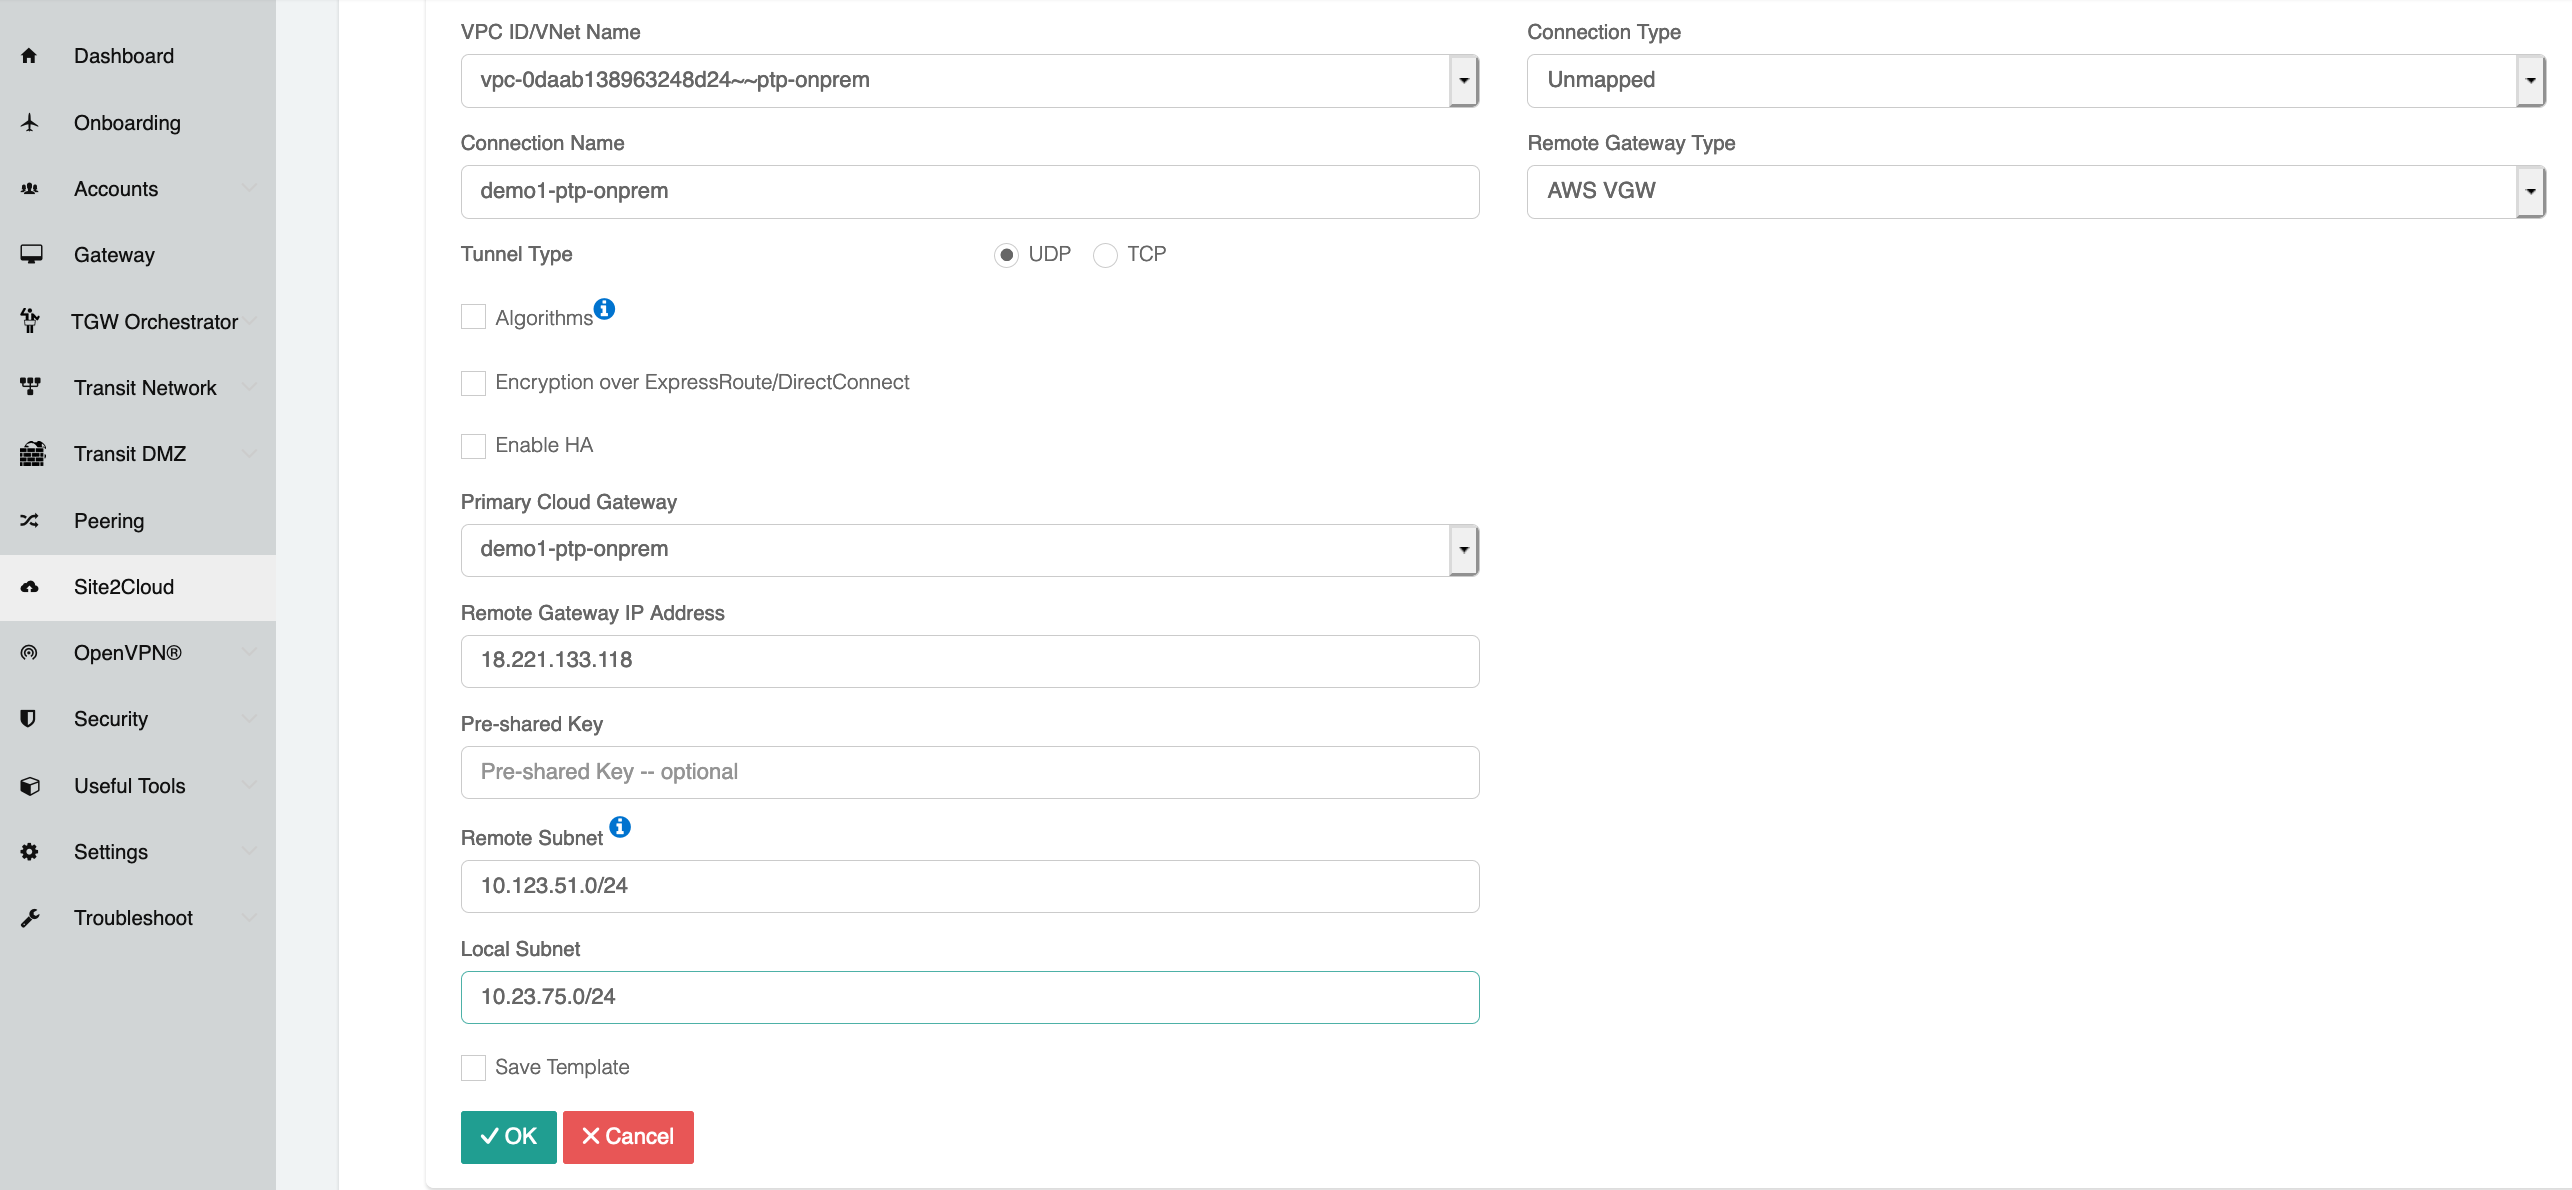 Dashboard
Onboarding
Accounts
Gateway
TGW Orchestrator
Transit Network
Transit DMZ
Peering
Site2Cloud
OpenVPN®
Security
Useful Tools
Settings
Troubleshoot
VPC ID/VNet Name
vpc-0daab138963248d24~~ptp-onprem
Connection Type
Unmapped
Connection Name
demo1-ptp-onprem
Remote Gateway Type
AWS VGW
Tunnel Type UDP TCP
Algorithms
Encryption over ExpressRoute/DirectConnect
Enable HA
Primary Cloud Gateway
demo1-ptp-onprem
Remote Gateway IP Address
18.221.133.118
Pre-shared Key
Pre-shared Key -- optional
Remote Subnet
10.123.51.0/24
Local Subnet
10.23.75.0/24
Save Template
OK Cancel